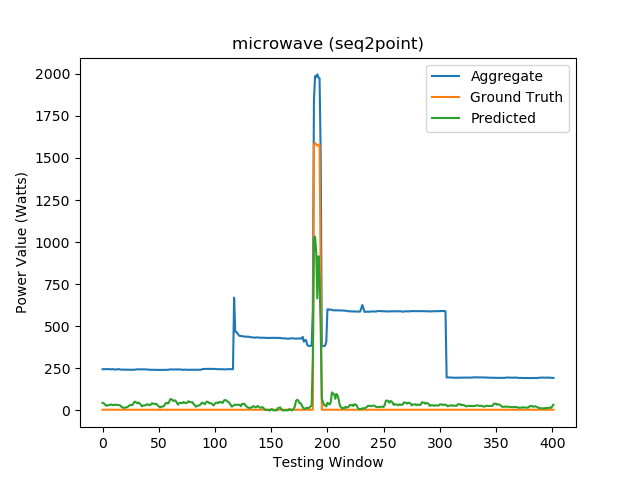 microwave (seq2point)
Aggregate
Ground Truth
Predicted
Power Value (Watts)
2000
1750
1500
1250
1000
750
500
250
0
0 50 100 150 200 250 300 350 400
Testing Window